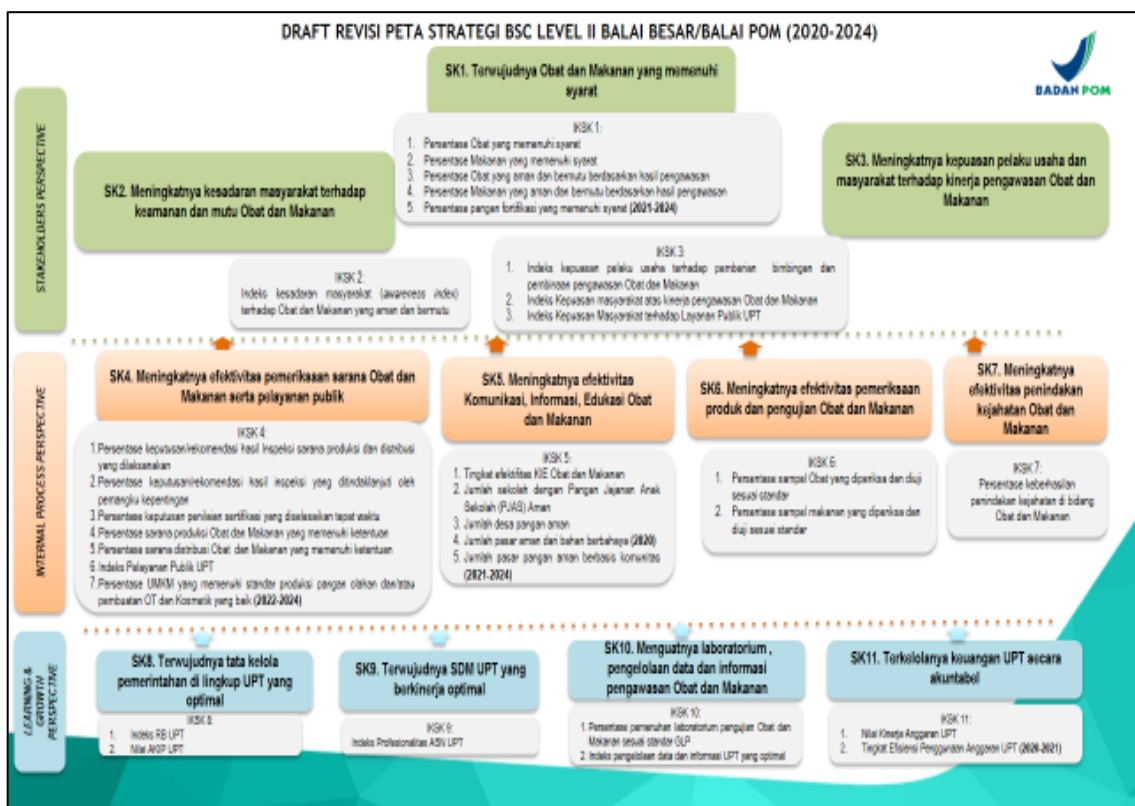 DRAFT REVISI PETA STRATEGI BSC LEVEL II BALAI BESAR/BALAI POM (2020-2024)
BADAN POM
STAKEHOLDERS PERSPECTIVE
SK1. Terwujudnya Obat dan Makanan yang memenuhi
syarat
IKSK 1:
1. Persentase Obat yang memenuhi syarat
2. Persentase Makanan yang memenuhi syarat
3. Persentase Obat yang aman dan bermutu berdasarkan hasil pengawasan
4. Persentase Makanan yang aman dan bermutu berdasarkan hasil pengawasan
5. Persentase pangan fortifikasi yang memenuhi syarat (2021-2024)
SK2. Meningkatnya kesadaran masyarakat terhadap
keamanan dan mutu Obat dan Makanan
IKSK 2:
Indeks kesadaran masyarakat (awareness index)
terhadap Obat dan Makanan yang aman dan bermutu
SK3. Meningkatnya kepuasan pelaku usaha dan
masyarakat terhadap kinerja pengawasan Obat dan
Makanan
IKSK 3:
1. Indeks kepuasan pelaku usaha terhadap pemberian bimbingan dan
pembinaan pengawasan Obat dan Makanan
2. Indeks Kepuasan masyarakat atas kinerja pengawasan Obat dan Makanan
3. Indeks Kepuasan Masyarakat terhadap Layanan Publik UPT
INTERNAL PROCESS PERSPECTIVE
SK4. Meningkatnya efektivitas pemeriksaan sarana Obat dan
Makanan serta pelayanan publik
IKSK 4:
1. Persentase keputusan/rekomendasi hasil Inspeksi sarana produksi dan distribusi
yang dilaksanakan
2. Persentase keputusan/rekomendasi hasil inspeksi yang ditindaklanjuti oleh
pemangku kepentingan
3. Persentase keputusan penilaian sertifikasi yang diselesaikan tepat waktu
4. Persentase sarana produksi Obat dan Makanan yang memenuhi ketentuan
5. Persentase sarana distribusi Obat dan Makanan yang memenuhi ketentuan
6. Indeks Pelayanan Publik UPT
7. Persentase UMKM yang memenuhi standar produksi pangan olahan dan/atau
pembuatan OT dan Kosmetik yang baik (2022-2024)
SK5. Meningkatnya efektivitas
Komunikasi, Informasi, Edukasi Obat
dan Makanan
IKSK 5:
1. Tingkat efektifitas KIE Obat dan Makanan
2. Jumlah sekolah dengan Pangan Jajanan Anak
Sekolah (PJAS) Aman
3. Jumlah desa pangan aman
4. Jumlah pasar aman dari bahan berbahaya (2020)
5. Jumlah pasar pangan aman berbasis komunitas
(2021-2024)
SK6. Meningkatnya efektivitas pemeriksaan
produk dan pengujian Obat dan Makanan
IKSK 6:
1. Persentase sampel Obat yang diperiksa dan diuji
sesuai standar
2. Persentase sampel makanan yang diperiksa dan
diuji sesuai standar
SK7. Meningkatnya
efektivitas penindakan
kejahatan Obat dan
Makanan
IKSK 7:
Persentase keberhasilan
penindakan kejahatan di bidang
Obat dan Makanan
LEARNING &
GROWTH
PERSPECTIVE
SK8. Terwujudnya tata kelola
pemerintahan di lingkup UPT yang
optimal
IKSK 8:
1. Indeks RB UPT
2. Nilai AKIP UPT
SK9. Terwujudnya SDM UPT yang
berkinerja optimal
IKSK 9:
Indeks Profesionalitas ASN UPT
SK10. Menguatnya laboratorium ,
pengelolaan data dan informasi
pengawasan Obat dan Makanan
IKSK 10:
1. Persentase pemenuhan laboratorium pengujian Obat dan
Makanan sesuai standar GLP
2. Indeks pengelolaan data dan informasi UPT yang optimal
SK11. Terkelolanya keuangan UPT secara
akuntabel
IKSK 11:
1. Nilai Kinerja Anggaran UPT
2. Tingkat Efisiensi Penggunaan Anggaran UPT (2020-2021)